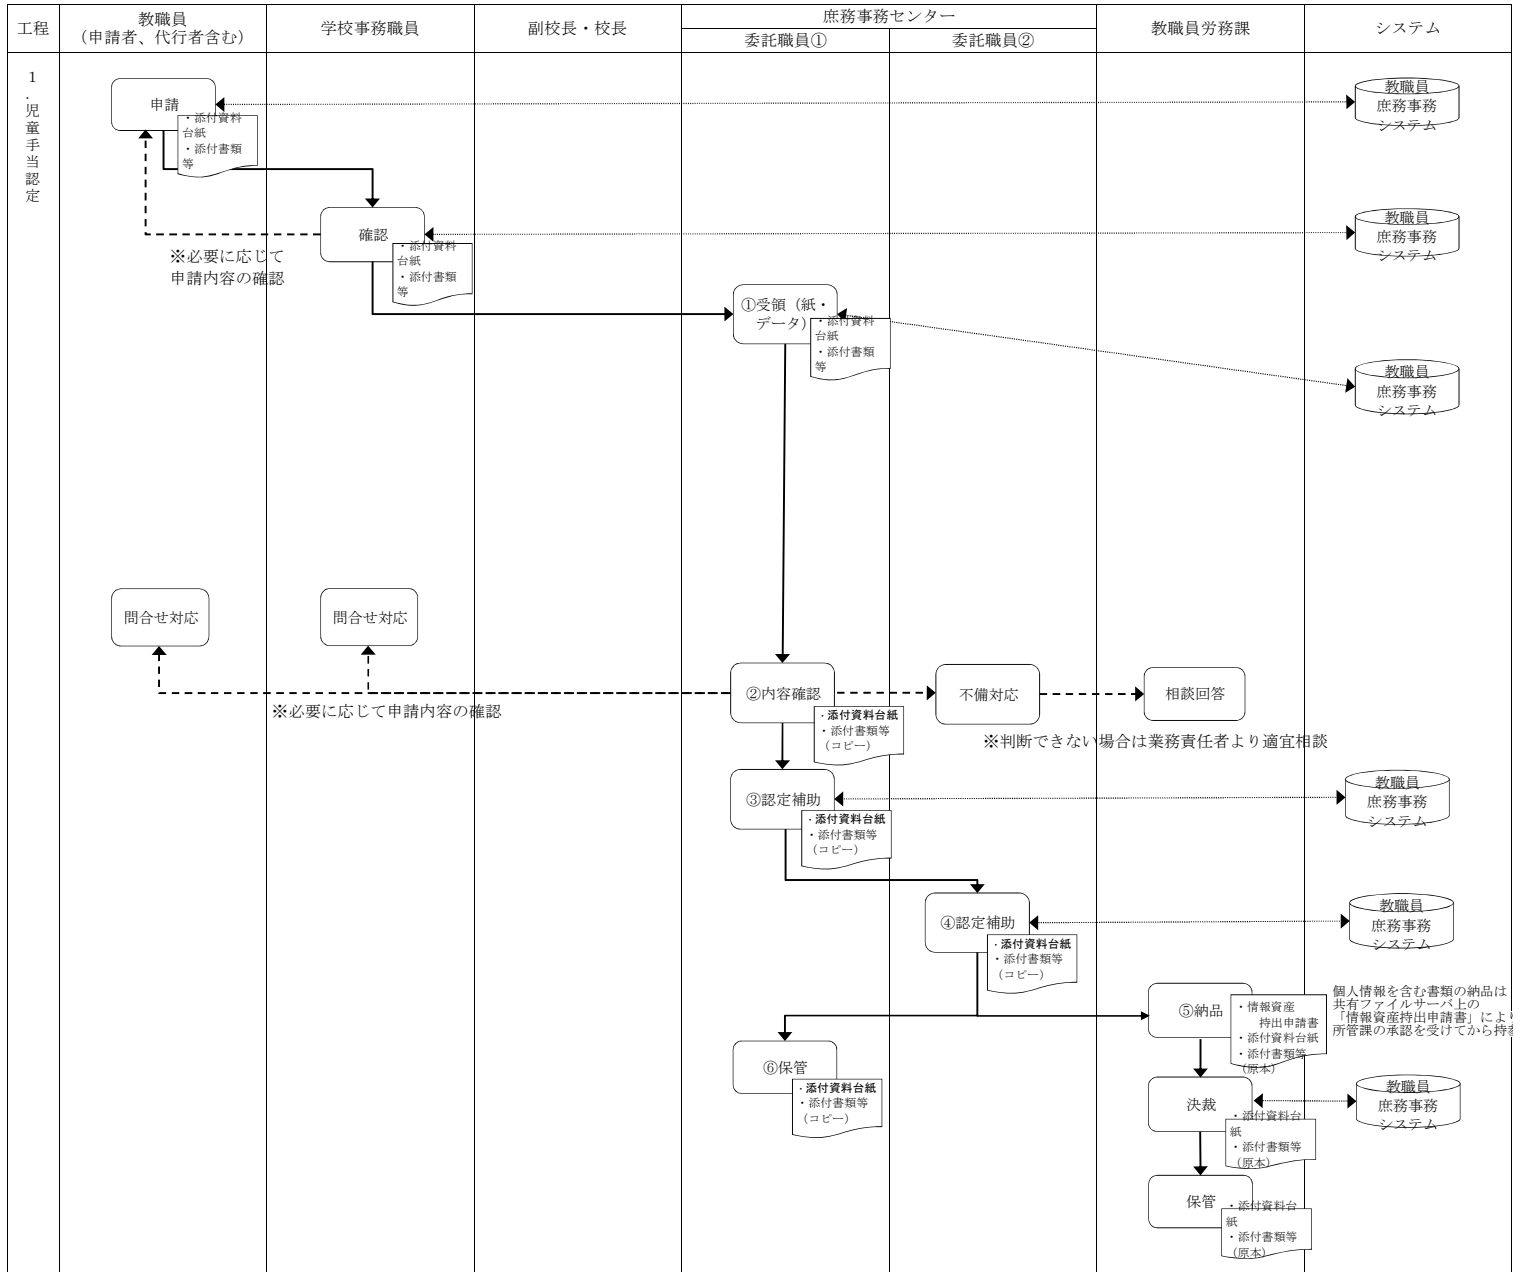 工程
教職員
（申請者、代行者含む）
学校事務職員
副校長・校長
庶務事務センター
委託職員①
委託職員②
教職員労務課
システム
１
．
児
童
手
当
認
定
申請
・添付資料
台紙
・添付書類
等
教職員
庶務事務
システム
確認
・添付資料
台紙
・添付書類
等
教職員
庶務事務
システム
※必要に応じて
申請内容の確認
①受領（紙・
データ）
・添付資料
台紙
・添付書類
等
教職員
庶務事務
システム
問合せ対応
問合せ対応
②内容確認
・添付資料台紙
・添付書類等
（コピー）
不備対応
相談回答
※必要に応じて申請内容の確認
※判断できない場合は業務責任者より適宜相談
③認定補助
・添付資料台紙
・添付書類等
（コピー）
教職員
庶務事務
システム
④認定補助
・添付資料台紙
・添付書類等
（コピー）
教職員
庶務事務
システム
⑤納品
・情報資産
持出申請書
・添付資料台紙
・添付書類等
（原本）
個人情報を含む書類の納品は
共有ファイルサーバ上の
「情報資産持出申請書」により
所管課の承認を受けてから持参
⑥保管
・添付資料台紙
・添付書類等
（コピー）
決裁
・添付資料台
紙
・添付書類等
（原本）
教職員
庶務事務
システム
保管
・添付資料台
紙
・添付書類等
（原本）